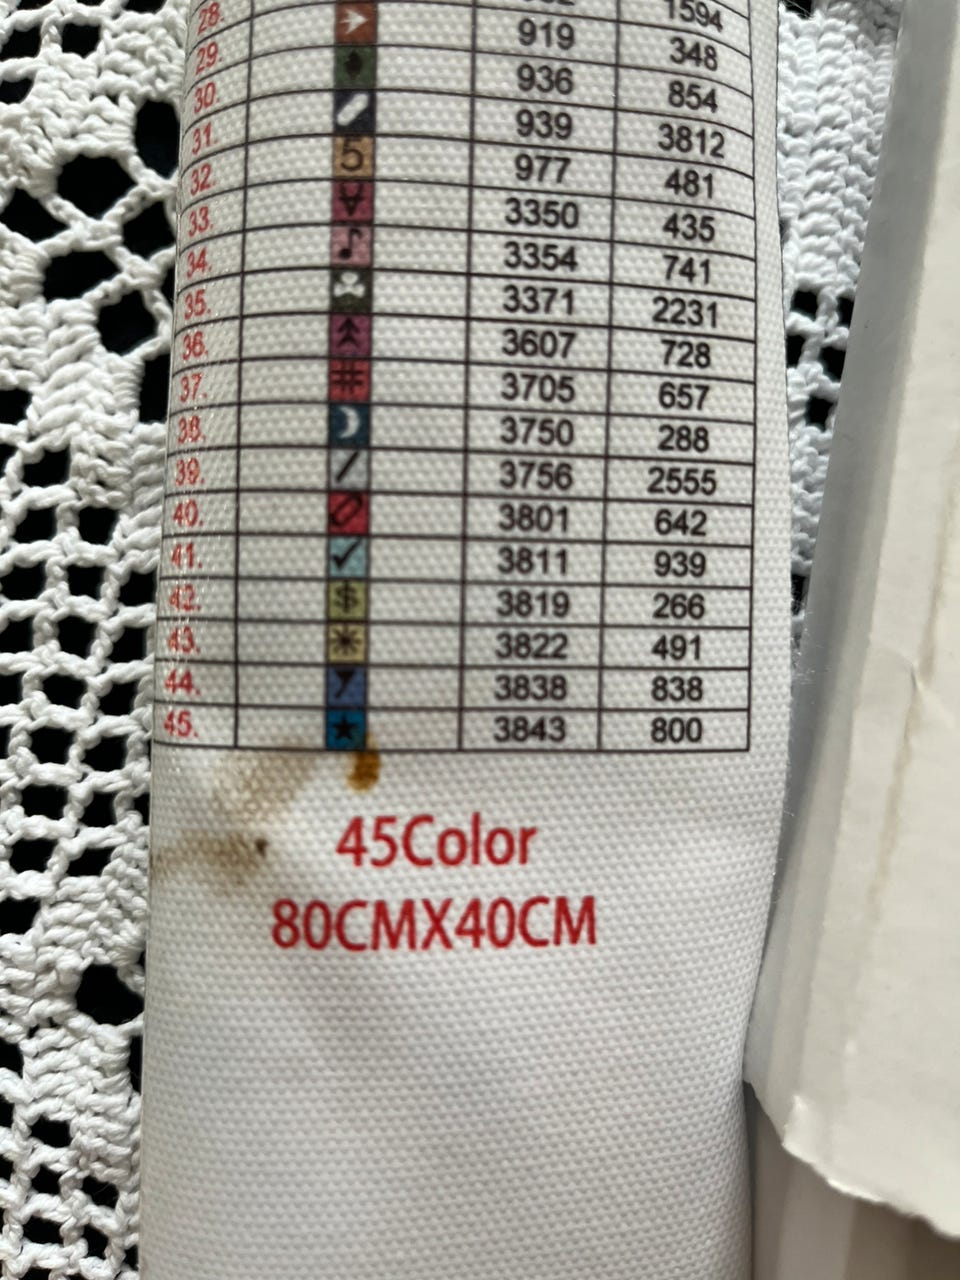 28. 1594
29. 919 348
30. 936 854
31. 939 3812
32. 5 977 481
33. 3350 435
34. ♪ 3354 741
35. 3371 2231
36. 3607 728
37. # 3705 657
38. 3750 288
39. / 3756 2555
40. 3801 642
41. ✓ 3811 939
42. $ 3819 266
43. 3822 491
44. 3838 838
45. ★ 3843 800
45Color
80CMX40CM